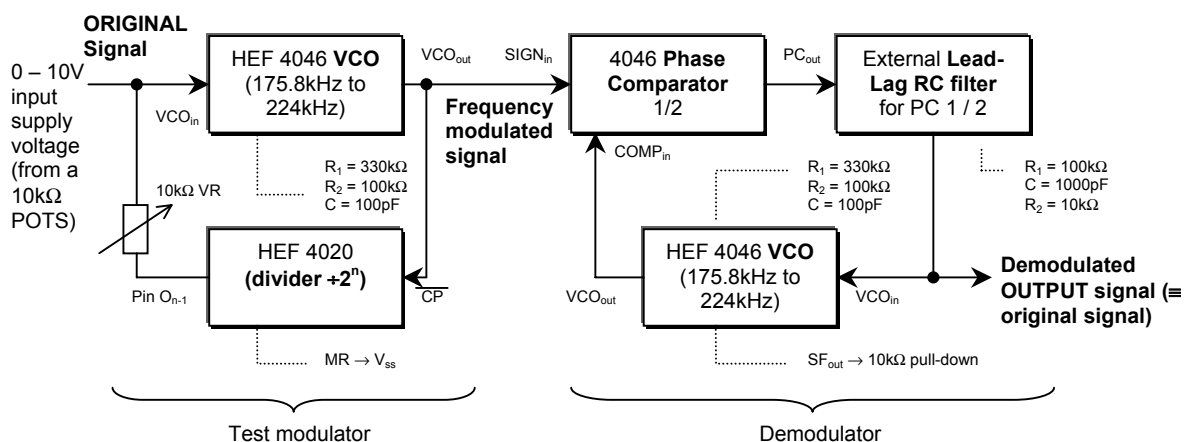 ORIGINAL
Signal
0 – 10V
input
supply
voltage
(from a
10kΩ
POTS)
VCOin
HEF 4046 VCO
(175.8kHz to
224kHz)
VCOout
Frequency
modulated
signal
SIGNin
4046 Phase
Comparator
1/2
PCout
External Lead-
Lag RC filter
for PC 1 / 2
10kΩ VR
R1 = 330kΩ
R2 = 100kΩ
C = 100pF
COMPin
R1 = 330kΩ
R2 = 100kΩ
C = 100pF
R1 = 100kΩ
C = 1000pF
R2 = 10kΩ
HEF 4020
(divider ÷2ⁿ)
Pin On-1
C̅P̅
MR → Vss
HEF 4046 VCO
(175.8kHz to
224kHz)
VCOout
VCOin
SFout → 10kΩ pull-down
Demodulated
OUTPUT signal (≡
original signal)
Test modulator
Demodulator